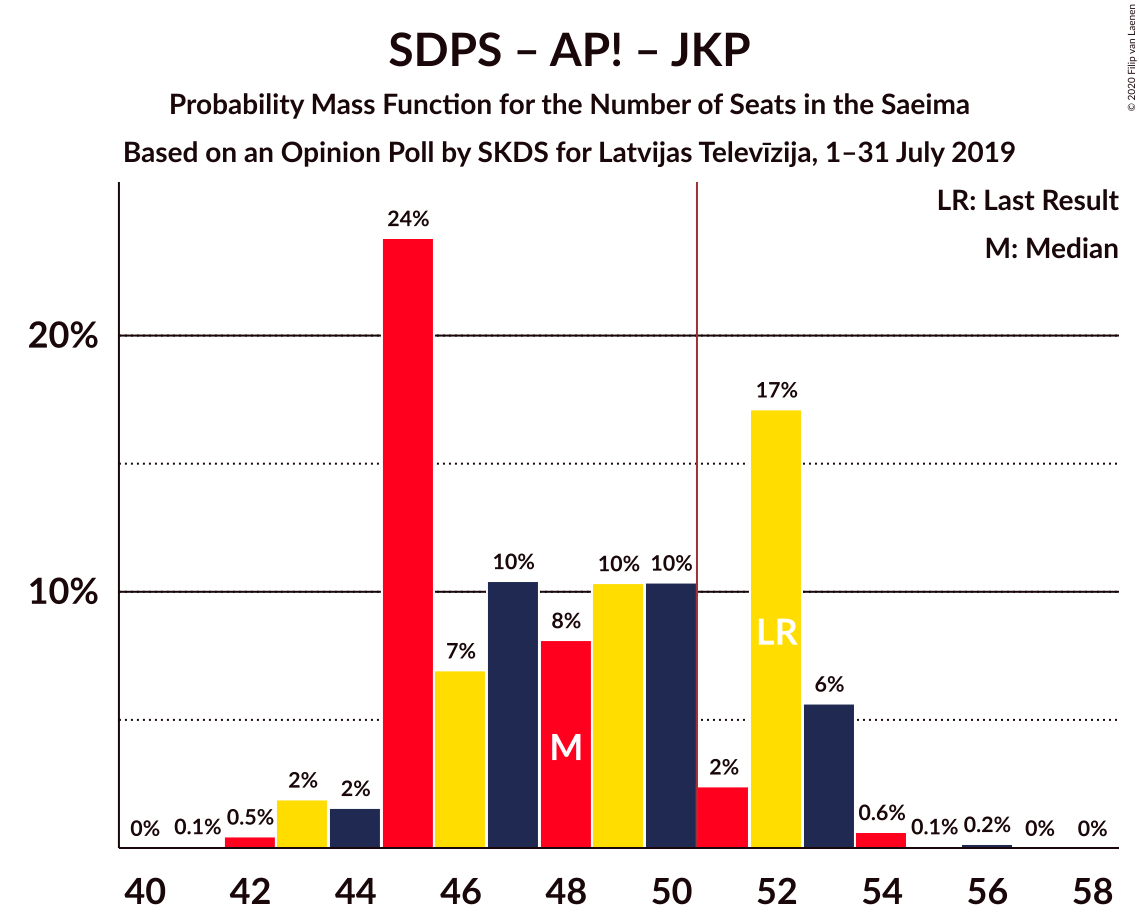 SDPS – AP! – JKP
Probability Mass Function for the Number of Seats in the Saeima
Based on an Opinion Poll by SKDS for Latvijas Televīzija, 1–31 July 2019
© 2020 Filip van Laenen
LR: Last Result
M: Median
20%
10%
0% 0.1% 0.5% 2% 2% 24% 7% 10% 8% 10% 10% 2% 17% 6% 0.6% 0.1% 0.2% 0% 0%
M
LR
40 42 44 46 48 50 52 54 56 58